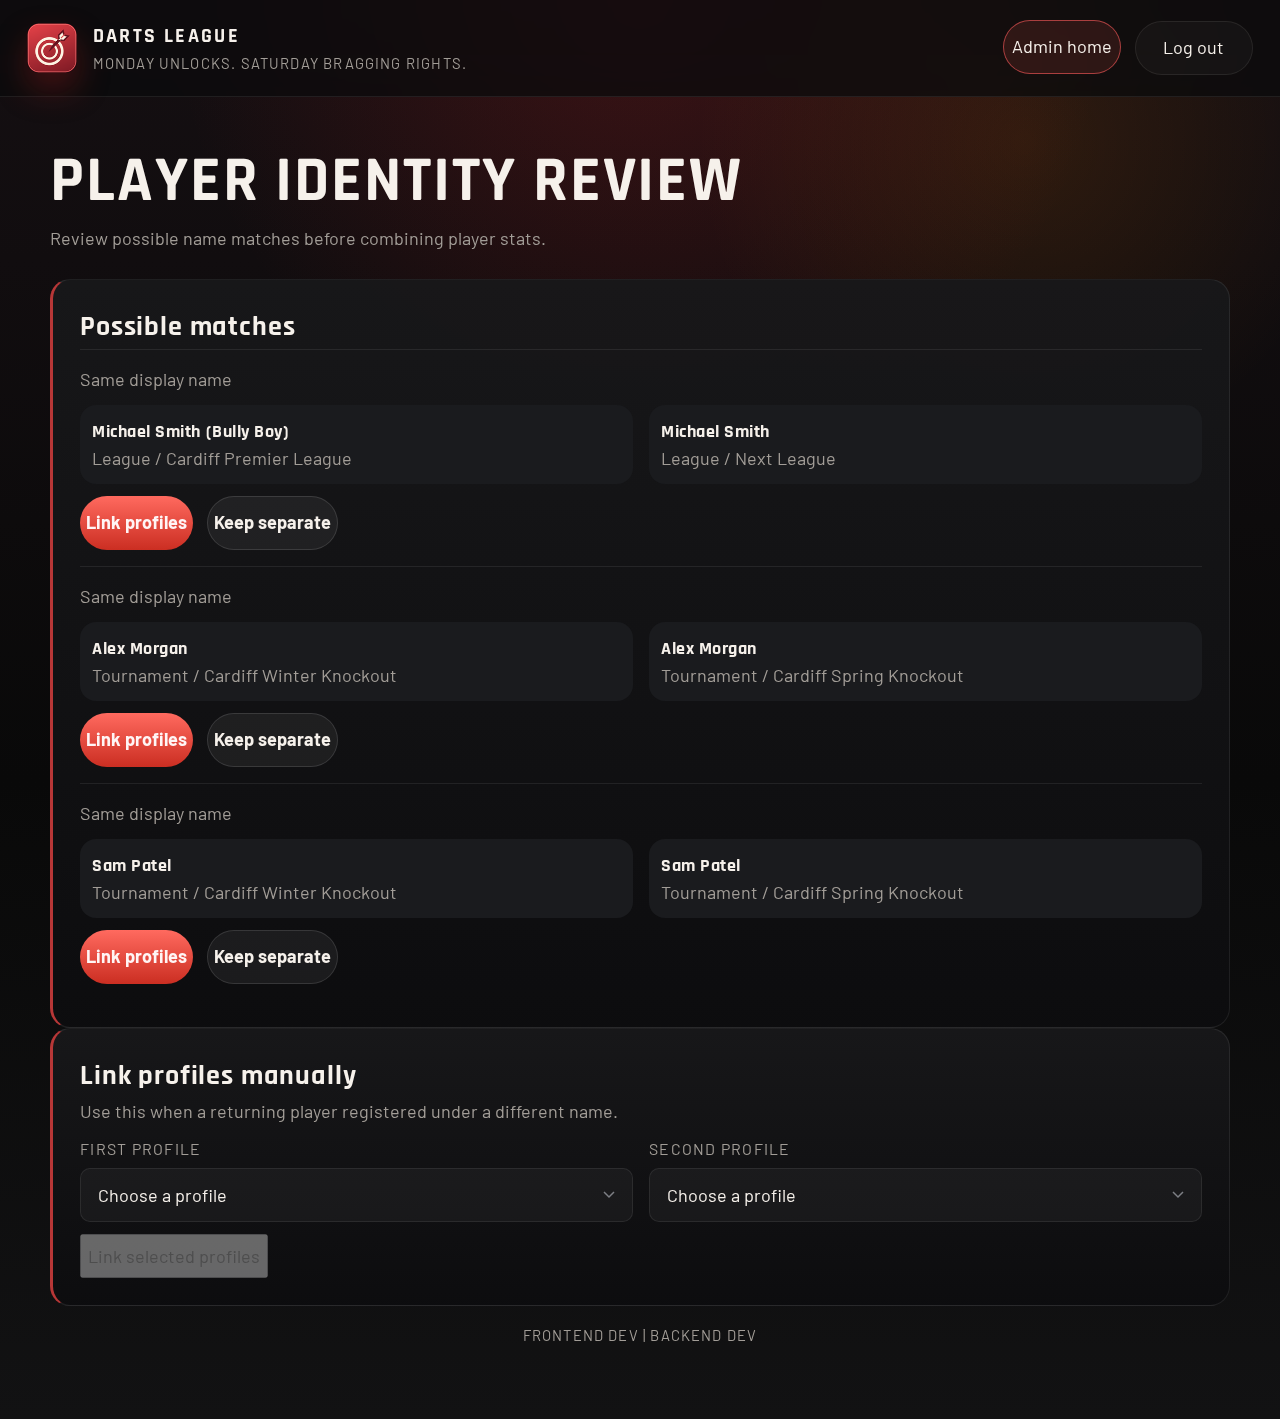 DARTS LEAGUE
MONDAY UNLOCKS. SATURDAY BRAGGING RIGHTS.
Admin home
Log out
PLAYER IDENTITY REVIEW
Review possible name matches before combining player stats.
Possible matches
Same display name
Michael Smith (Bully Boy)
League / Cardiff Premier League
Michael Smith
League / Next League
Link profiles
Keep separate
Same display name
Alex Morgan
Tournament / Cardiff Winter Knockout
Alex Morgan
Tournament / Cardiff Spring Knockout
Link profiles
Keep separate
Same display name
Sam Patel
Tournament / Cardiff Winter Knockout
Sam Patel
Tournament / Cardiff Spring Knockout
Link profiles
Keep separate
Link profiles manually
Use this when a returning player registered under a different name.
FIRST PROFILE
Choose a profile
SECOND PROFILE
Choose a profile
Link selected profiles
FRONTEND DEV | BACKEND DEV